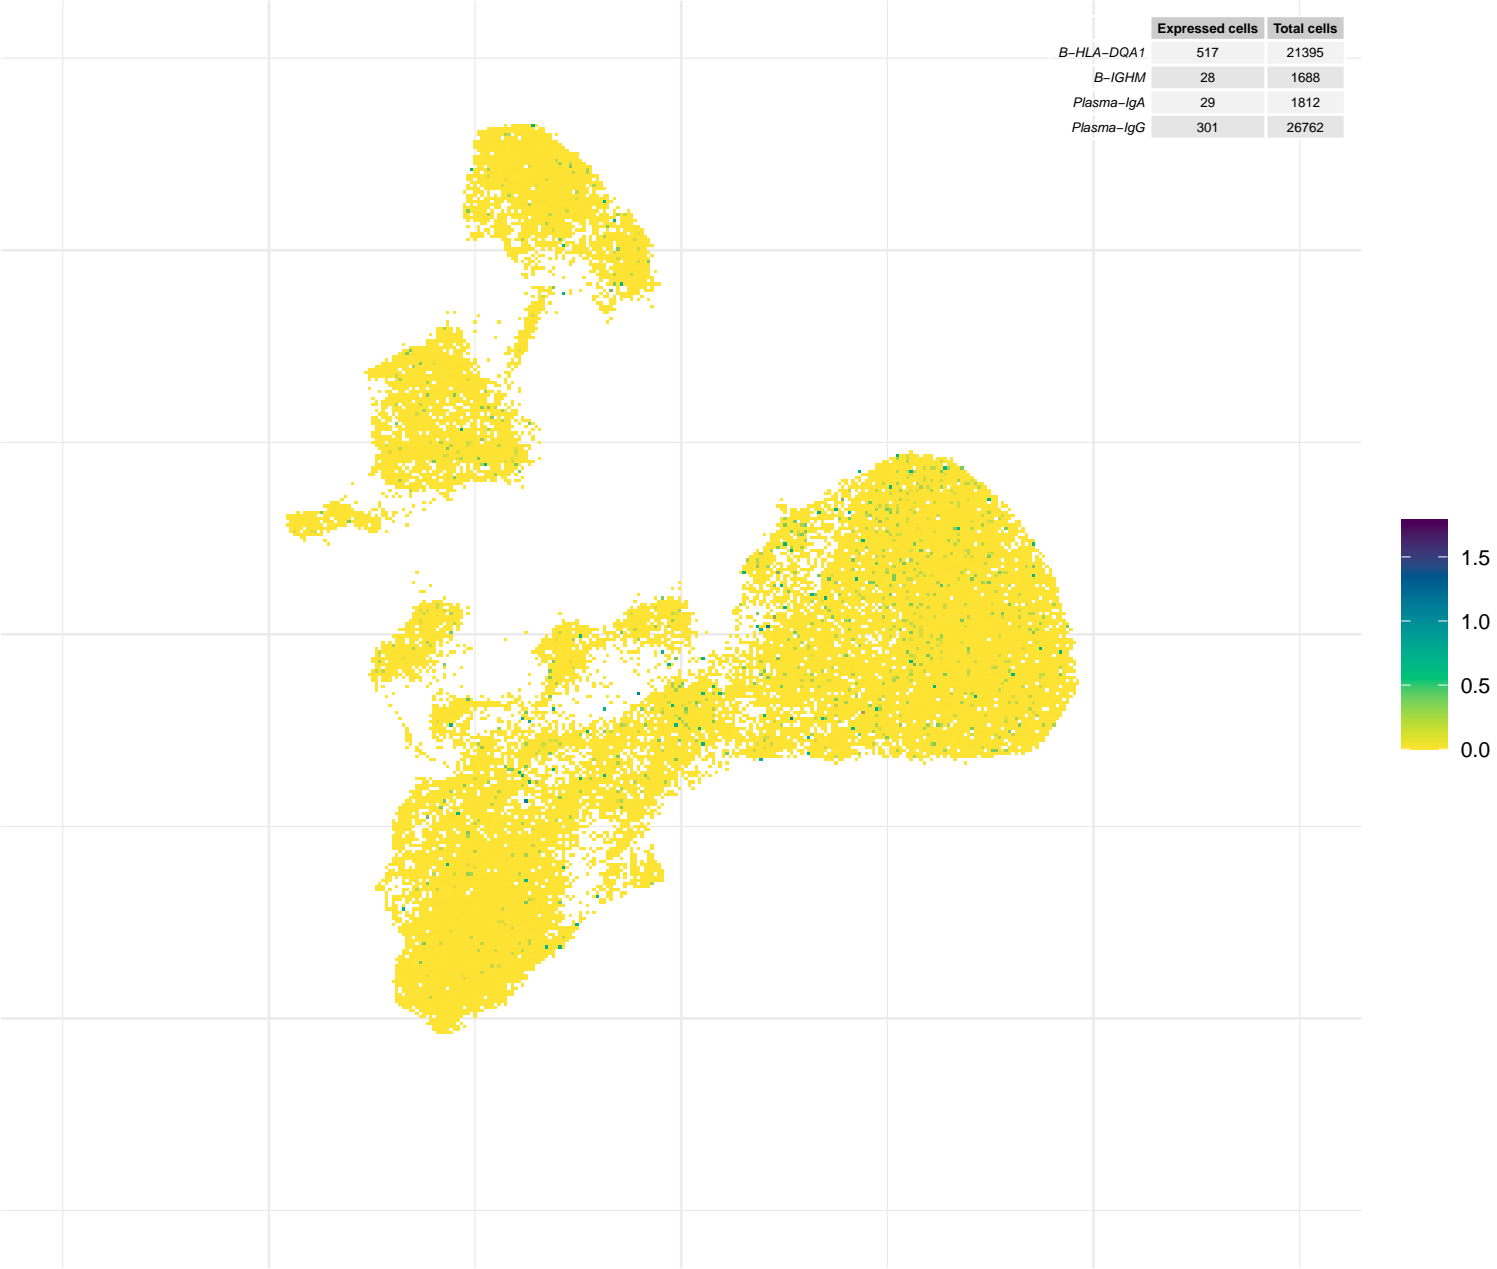 Expressed cells Total cells
B−HLA−DQA1 517 21395
B−IGHM 28 1688
Plasma−IgA 29 1812
Plasma−IgG 301 26762
1.5
1.0
0.5
0.0